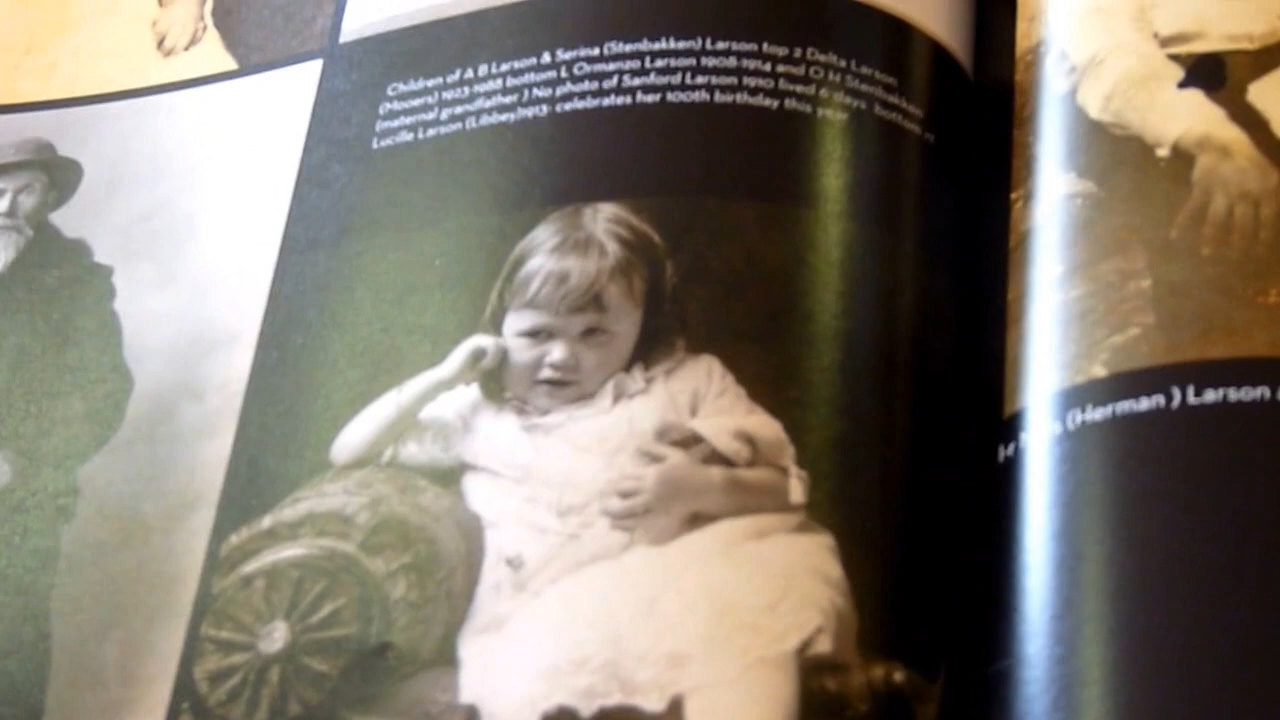 Children of A B Larson & Serina (Stenbakken) Larson top 2 Delta Larson
(Mooers) 1923-1988 bottom L Ormanzo Larson 1908-1914 and O H Stenbakken
(maternal grandfather ) No photo of Sanford Larson 1910 lived 6 days bottom
Lucille Larson (Libbey)1913- celebrates her 100th birthday this year
(Herman ) Larson